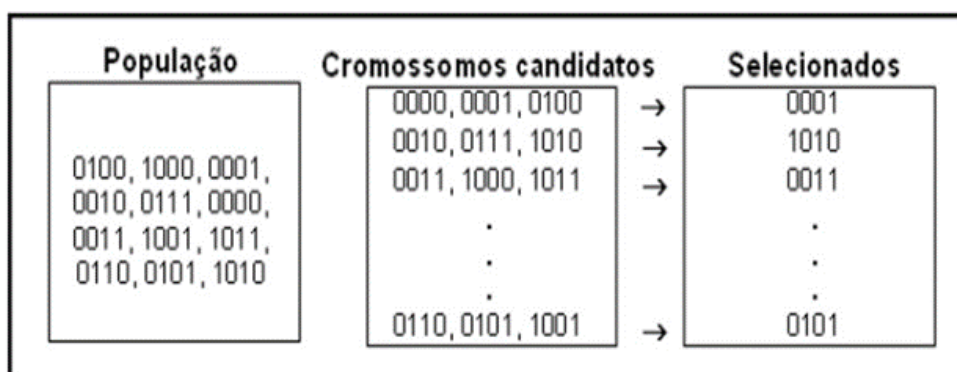 População
0100, 1000, 0001,
0010, 0111, 0000,
0011, 1001, 1011,
0110, 0101, 1010
Cromossomos candidatos
0000, 0001, 0100 →
0010, 0111, 1010 →
0011, 1000, 1011 →
.
.
.
0110, 0101, 1001 →
Selecionados
0001
1010
0011
.
.
.
0101